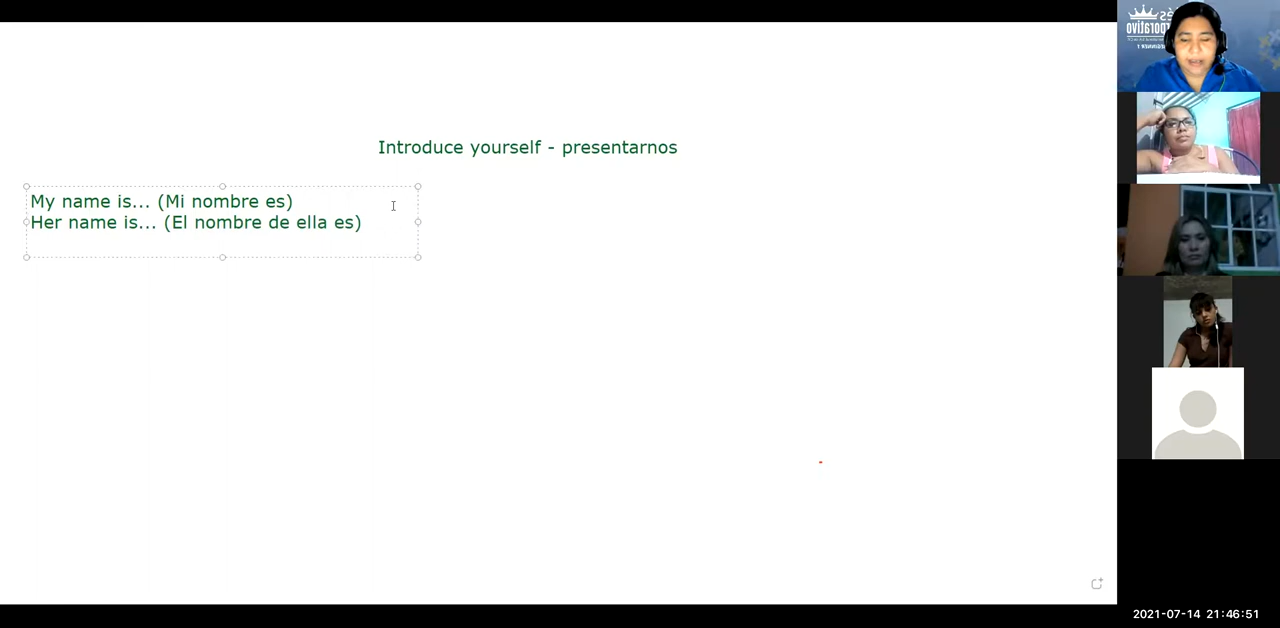 Introduce yourself - presentarnos
My name is... (Mi nombre es)
Her name is... (El nombre de ella es)
2021-07-14 21:46:51